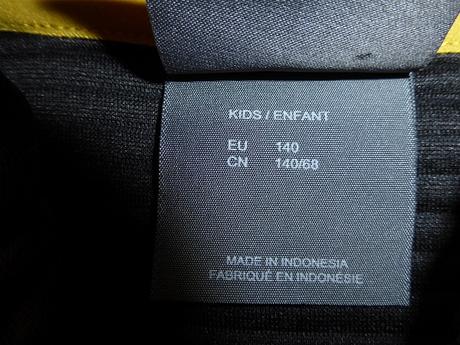 KIDS / ENFANT
EU 140
CN 140/68
MADE IN INDONESIA
FABRIQUÉ EN INDONÉSIE